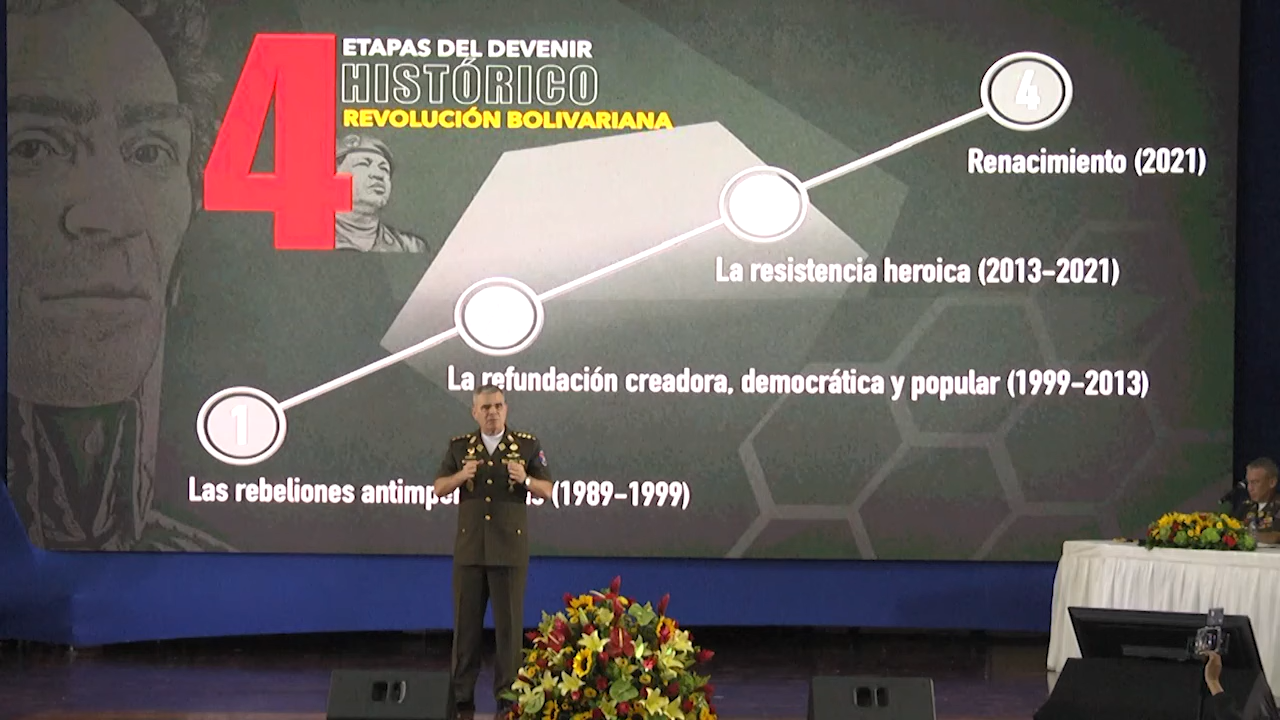 4
ETAPAS DEL DEVENIR
HISTÓRICO
REVOLUCIÓN BOLIVARIANA
4
Renacimiento (2021)
La resistencia heroica (2013–2021)
La refundación creadora, democrática y popular (1999–2013)
1
Las rebeliones (1989–1999)